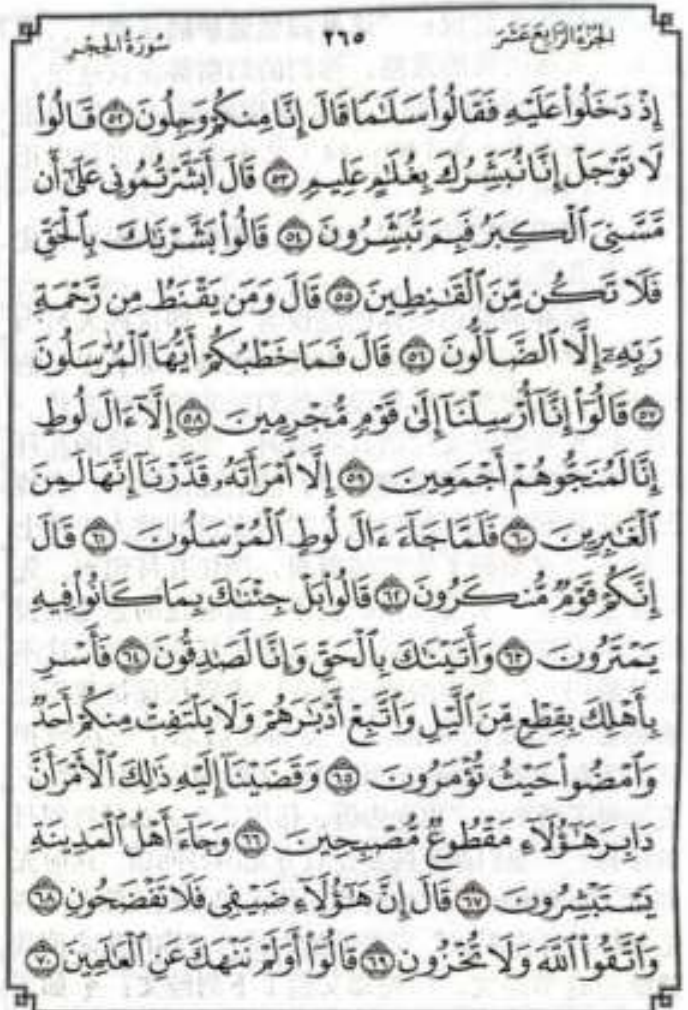 الجزء الرابع عشر ٢٦٥ سورة الحجر
إِذْ دَخَلُوا۟ عَلَيْهِ فَقَالُوا۟ سَلَـٰمًا قَالَ إِنَّا مِنكُمْ وَجِلُونَ ٥٢ قَالُوا۟
لَا تَوْجَلْ إِنَّا نُبَشِّرُكَ بِغُلَـٰمٍ عَلِيمٍ ٥٣ قَالَ أَبَشَّرْتُمُونِى عَلَىٰٓ أَن
مَّسَّنِىَ ٱلْكِبَرُ فَبِمَ تُبَشِّرُونَ ٥٤ قَالُوا۟ بَشَّرْنَـٰكَ بِٱلْحَقِّ
فَلَا تَكُن مِّنَ ٱلْقَـٰنِطِينَ ٥٥ قَالَ وَمَن يَقْنَطُ مِن رَّحْمَةِ
رَبِّهِۦٓ إِلَّا ٱلضَّآلُّونَ ٥٦ قَالَ فَمَا خَطْبُكُمْ أَيُّهَا ٱلْمُرْسَلُونَ
٥٧ قَالُوٓا۟ إِنَّآ أُرْسِلْنَآ إِلَىٰ قَوْمٍ مُّجْرِمِينَ ٥٨ إِلَّآ ءَالَ لُوطٍ
إِنَّا لَمُنَجُّوهُمْ أَجْمَعِينَ ٥٩ إِلَّا ٱمْرَأَتَهُۥ قَدَّرْنَآ إِنَّهَا لَمِنَ
ٱلْغَـٰبِرِينَ ٦٠ فَلَمَّا جَآءَ ءَالَ لُوطٍ ٱلْمُرْسَلُونَ ٦١ قَالَ
إِنَّكُمْ قَوْمٌ مُّنكَرُونَ ٦٢ قَالُوا۟ بَلْ جِئْنَـٰكَ بِمَا كَانُوا۟ فِيهِ
يَمْتَرُونَ ٦٣ وَأَتَيْنَـٰكَ بِٱلْحَقِّ وَإِنَّا لَصَـٰدِقُونَ ٦٤ فَأَسْرِ
بِأَهْلِكَ بِقِطْعٍ مِّنَ ٱلَّيْلِ وَٱتَّبِعْ أَدْبَـٰرَهُمْ وَلَا يَلْتَفِتْ مِنكُمْ أَحَدٌ
وَٱمْضُوا۟ حَيْثُ تُؤْمَرُونَ ٦٥ وَقَضَيْنَآ إِلَيْهِ ذَٰلِكَ ٱلْأَمْرَ أَنَّ
دَابِرَ هَـٰٓؤُلَآءِ مَقْطُوعٌ مُّصْبِحِينَ ٦٦ وَجَآءَ أَهْلُ ٱلْمَدِينَةِ
يَسْتَبْشِرُونَ ٦٧ قَالَ إِنَّ هَـٰٓؤُلَآءِ ضَيْفِى فَلَا تَفْضَحُونِ ٦٨
وَٱتَّقُوا۟ ٱللَّهَ وَلَا تُخْزُونِ ٦٩ قَالُوٓا۟ أَوَلَمْ نَنْهَكَ عَنِ ٱلْعَـٰلَمِينَ ٧٠